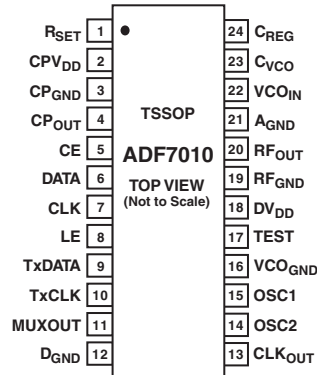 RSET 1
CPVDD 2
CPGND 3
CPOUT 4
CE 5
DATA 6
CLK 7
LE 8
TxDATA 9
TxCLK 10
MUXOUT 11
DGND 12
TSSOP
ADF7010
TOP VIEW
(Not to Scale)
24 CREG
23 CVCO
22 VCOIN
21 AGND
20 RFOUT
19 RFGND
18 DVDD
17 TEST
16 VCOGND
15 OSC1
14 OSC2
13 CLKOUT